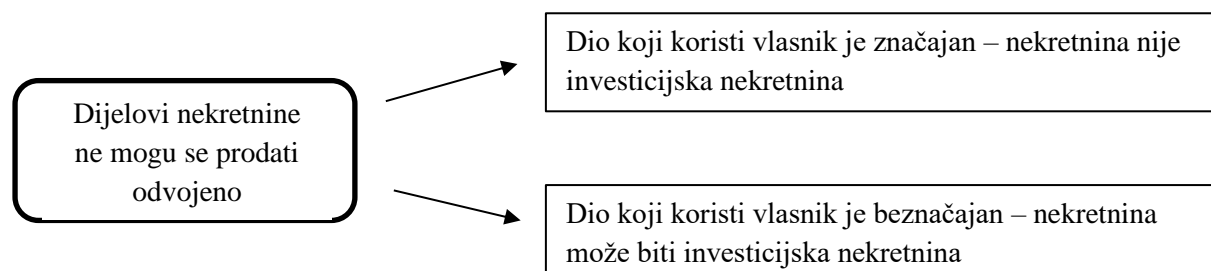 Dio koji koristi vlasnik je značajan – nekretnina nije
investicijska nekretnina
Dijelovi nekretnine
ne mogu se prodati
odvojeno
Dio koji koristi vlasnik je beznačajan – nekretnina
može biti investicijska nekretnina